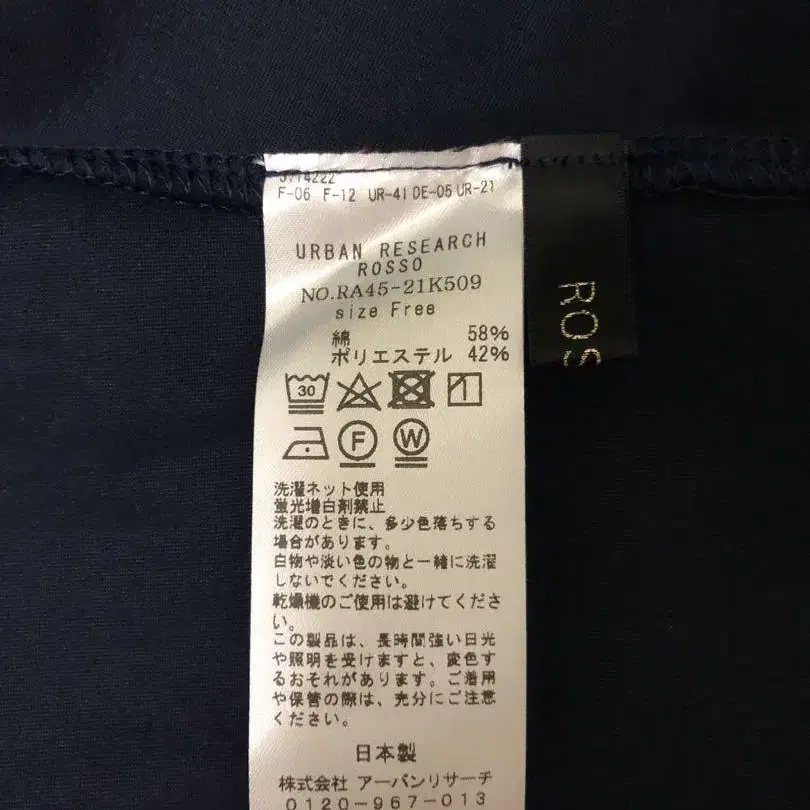 3714222
F-06 F-12 UR-41 DE-05 UR-21
URBAN RESEARCH
ROSSO
NO.RA45-21K509
size Free
綿 58%
ポリエステル 42%
30
F
W
洗濯ネット使用
蛍光増白剤禁止
洗濯のときに、多少色落ちする
場合があります。
白物や淡い色の物と一緒に洗濯
しないでください。
乾燥機のご使用は避けてくださ
い。
この製品は、長時間強い日光
や照明を受けますと、変色す
るおそれがあります。ご着用
や保管の際は、充分にご注意
ください。
日本製
株式会社 アーバンリサーチ
0120-967-013
ROS